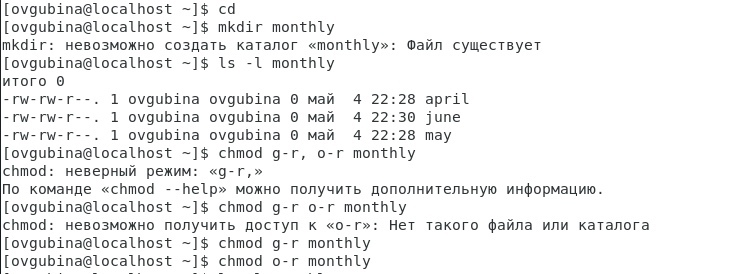 [ovgubina@localhost ~]$ cd
[ovgubina@localhost ~]$ mkdir monthly
mkdir: невозможно создать каталог «monthly»: Файл существует
[ovgubina@localhost ~]$ ls -l monthly
итого 0
-rw-rw-r--. 1 ovgubina ovgubina 0 май  4 22:28 april
-rw-rw-r--. 1 ovgubina ovgubina 0 май  4 22:30 june
-rw-rw-r--. 1 ovgubina ovgubina 0 май  4 22:28 may
[ovgubina@localhost ~]$ chmod g-r, o-r monthly
chmod: неверный режим: «g-r,»
По команде «chmod --help» можно получить дополнительную информацию.
[ovgubina@localhost ~]$ chmod g-r o-r monthly
chmod: невозможно получить доступ к «o-r»: Нет такого файла или каталога
[ovgubina@localhost ~]$ chmod g-r monthly
[ovgubina@localhost ~]$ chmod o-r monthly